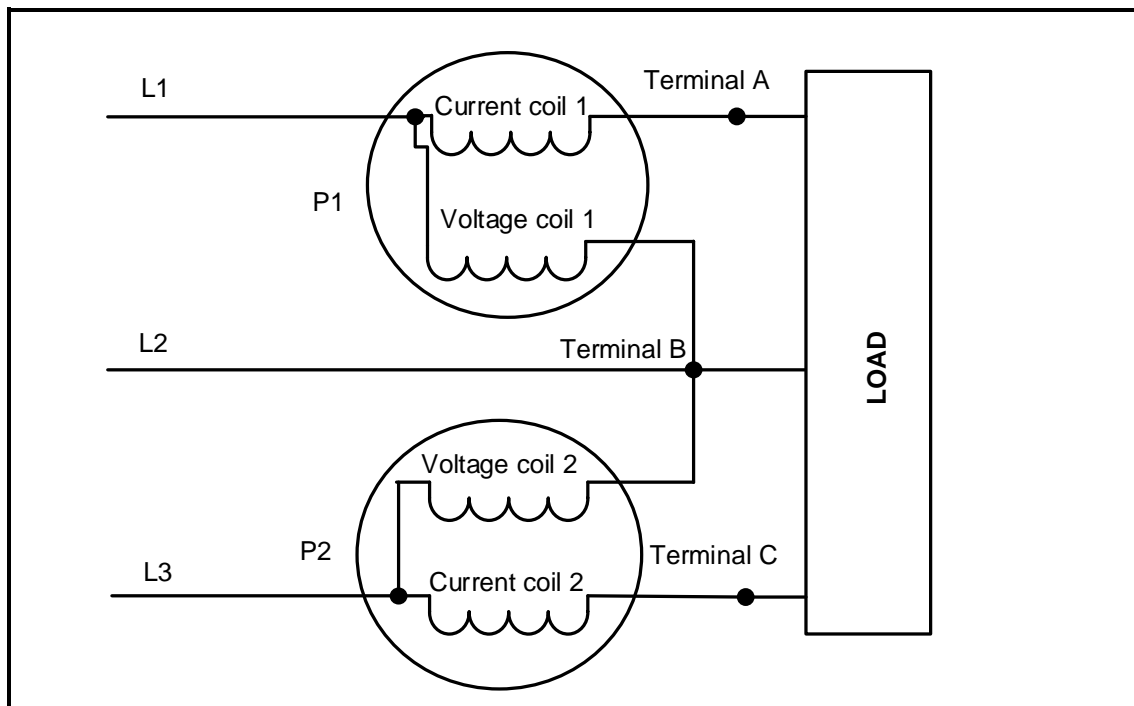 Terminal A
L1
Current coil 1
P1
Voltage coil 1
L2
Terminal B
LOAD
Voltage coil 2
P2
Terminal C
L3
Current coil 2